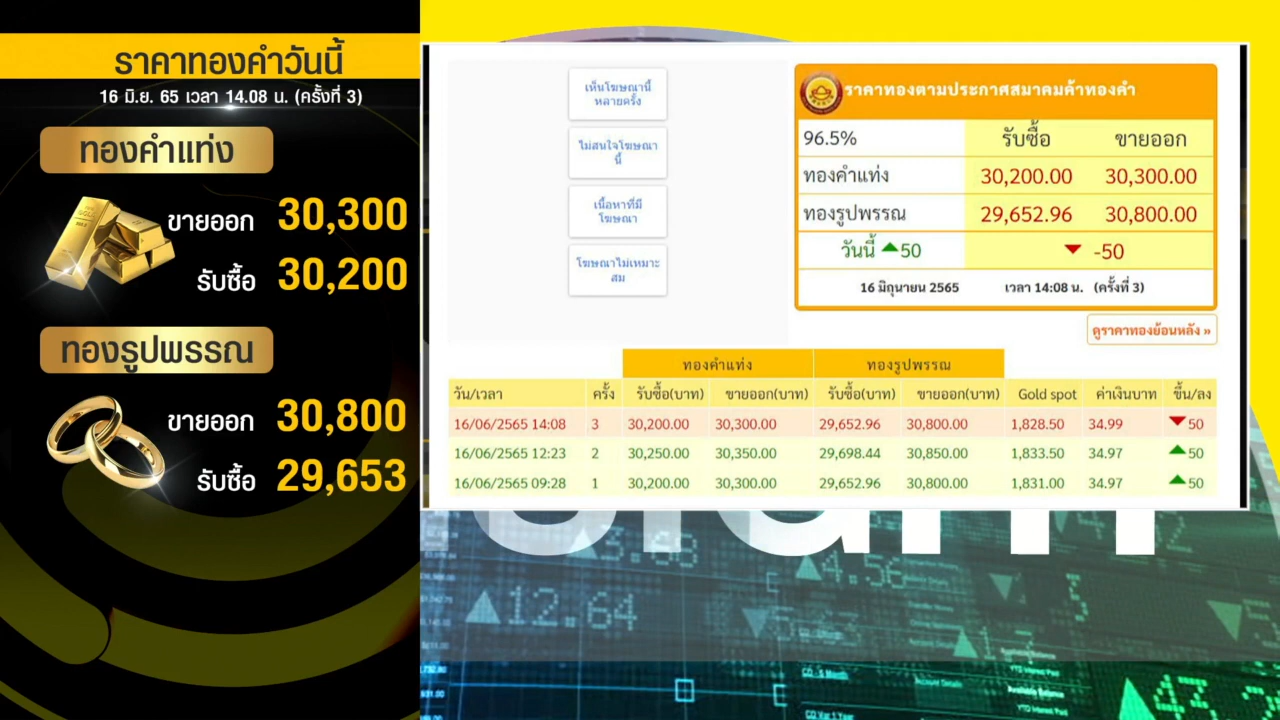 ราคาทองคำวันนี้
16 มิ.ย. 65 เวลา 14.08 น. (ครั้งที่ 3)
ทองคำแท่ง
ขายออก 30,300
รับซื้อ 30,200
ทองรูปพรรณ
ขายออก 30,800
รับซื้อ 29,653
เห็นโฆษณานี้
หลายครั้ง
ไม่สนใจโฆษณา
นี้
เนื้อหาที่มี
โฆษณา
โฆษณาไม่เหมาะ
สม
ราคาทองตามประกาศสมาคมค้าทองคำ
96.5% รับซื้อ ขายออก
ทองคำแท่ง 30,200.00 30,300.00
ทองรูปพรรณ 29,652.96 30,800.00
วันนี้ ▲50 ▼ -50
16 มิถุนายน 2565 เวลา 14:08 น. (ครั้งที่ 3)
ดูราคาทองย้อนหลัง »
ทองคำแท่ง ทองรูปพรรณ
วัน/เวลา ครั้ง รับซื้อ(บาท) ขายออก(บาท) รับซื้อ(บาท) ขายออก(บาท) Gold spot ค่าเงินบาท ขึ้น/ลง
16/06/2565 14:08 3 30,200.00 30,300.00 29,652.96 30,800.00 1,828.50 34.99 ▼50
16/06/2565 12:23 2 30,250.00 30,350.00 29,698.44 30,850.00 1,833.50 34.97 ▲50
16/06/2565 09:28 1 30,200.00 30,300.00 29,652.96 30,800.00 1,831.00 34.97 ▲50
▲4.56
▲12.64